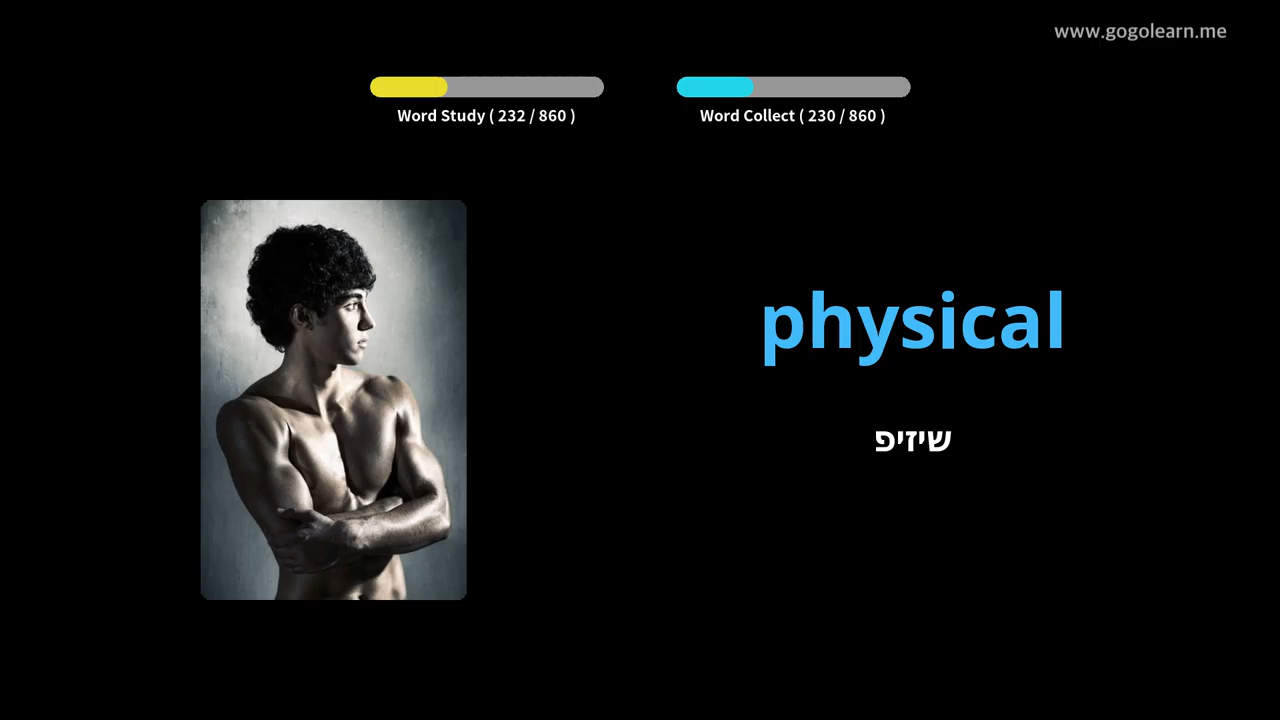 www.gogolearn.me
Word Study ( 232 / 860 )
Word Collect ( 230 / 860 )
physical
שיזיפ